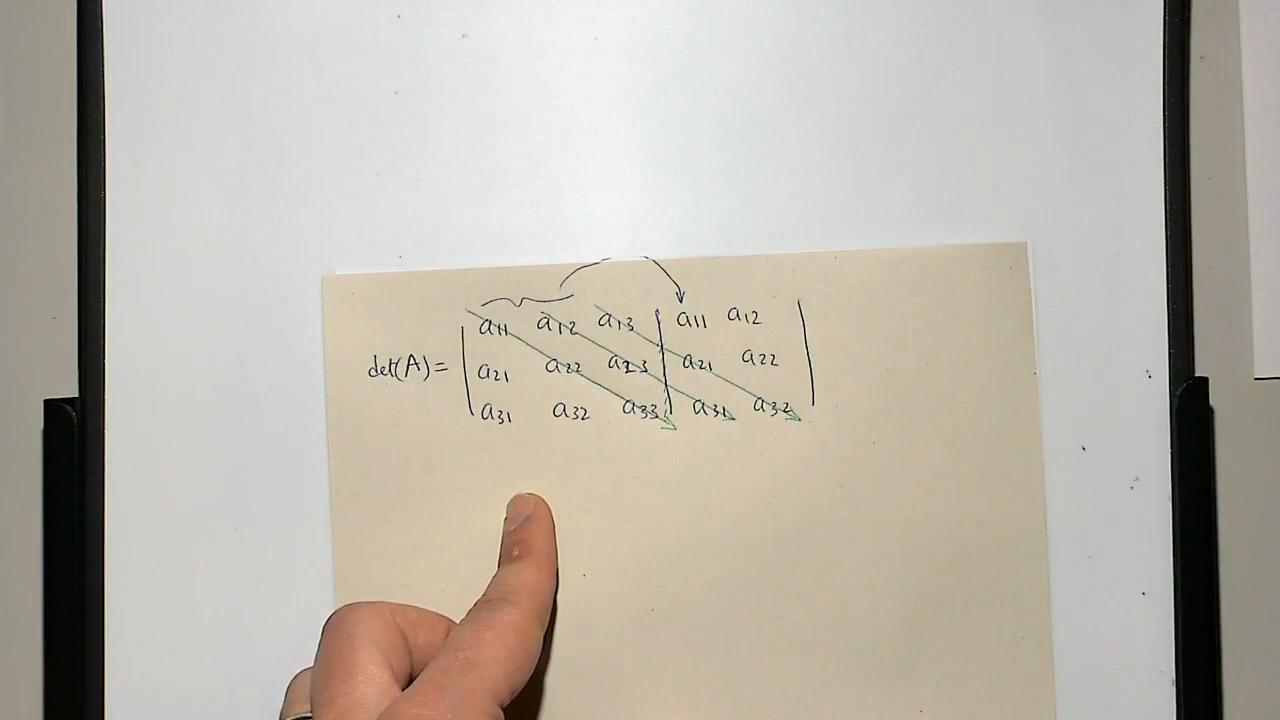 a11 a12 a13 | a11 a12
det(A) = | a21 a22 a23 | a21 a22 |
a31 a32 a33 | a31 a32